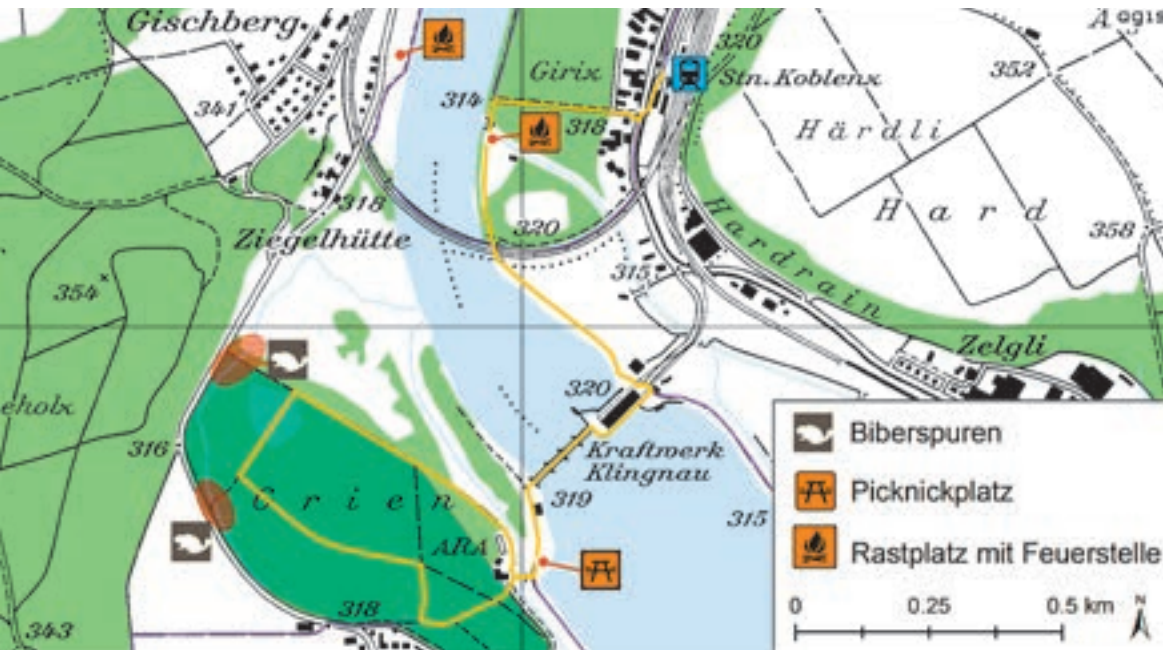 Gischberg
320
A
ogis
Girix
Stn. Koblenz
352
341
314
318
Härdli
318
Hard
320
358
Ziegelhütte
Hardrain
354
315
Zelgli
320
eholz
316
Kraftwerk
Klingnau
Grien
319
315
ARA
318
343
Biberspuren
Picknickplatz
Rastplatz mit Feuerstelle
0 0.25 0.5 km
N